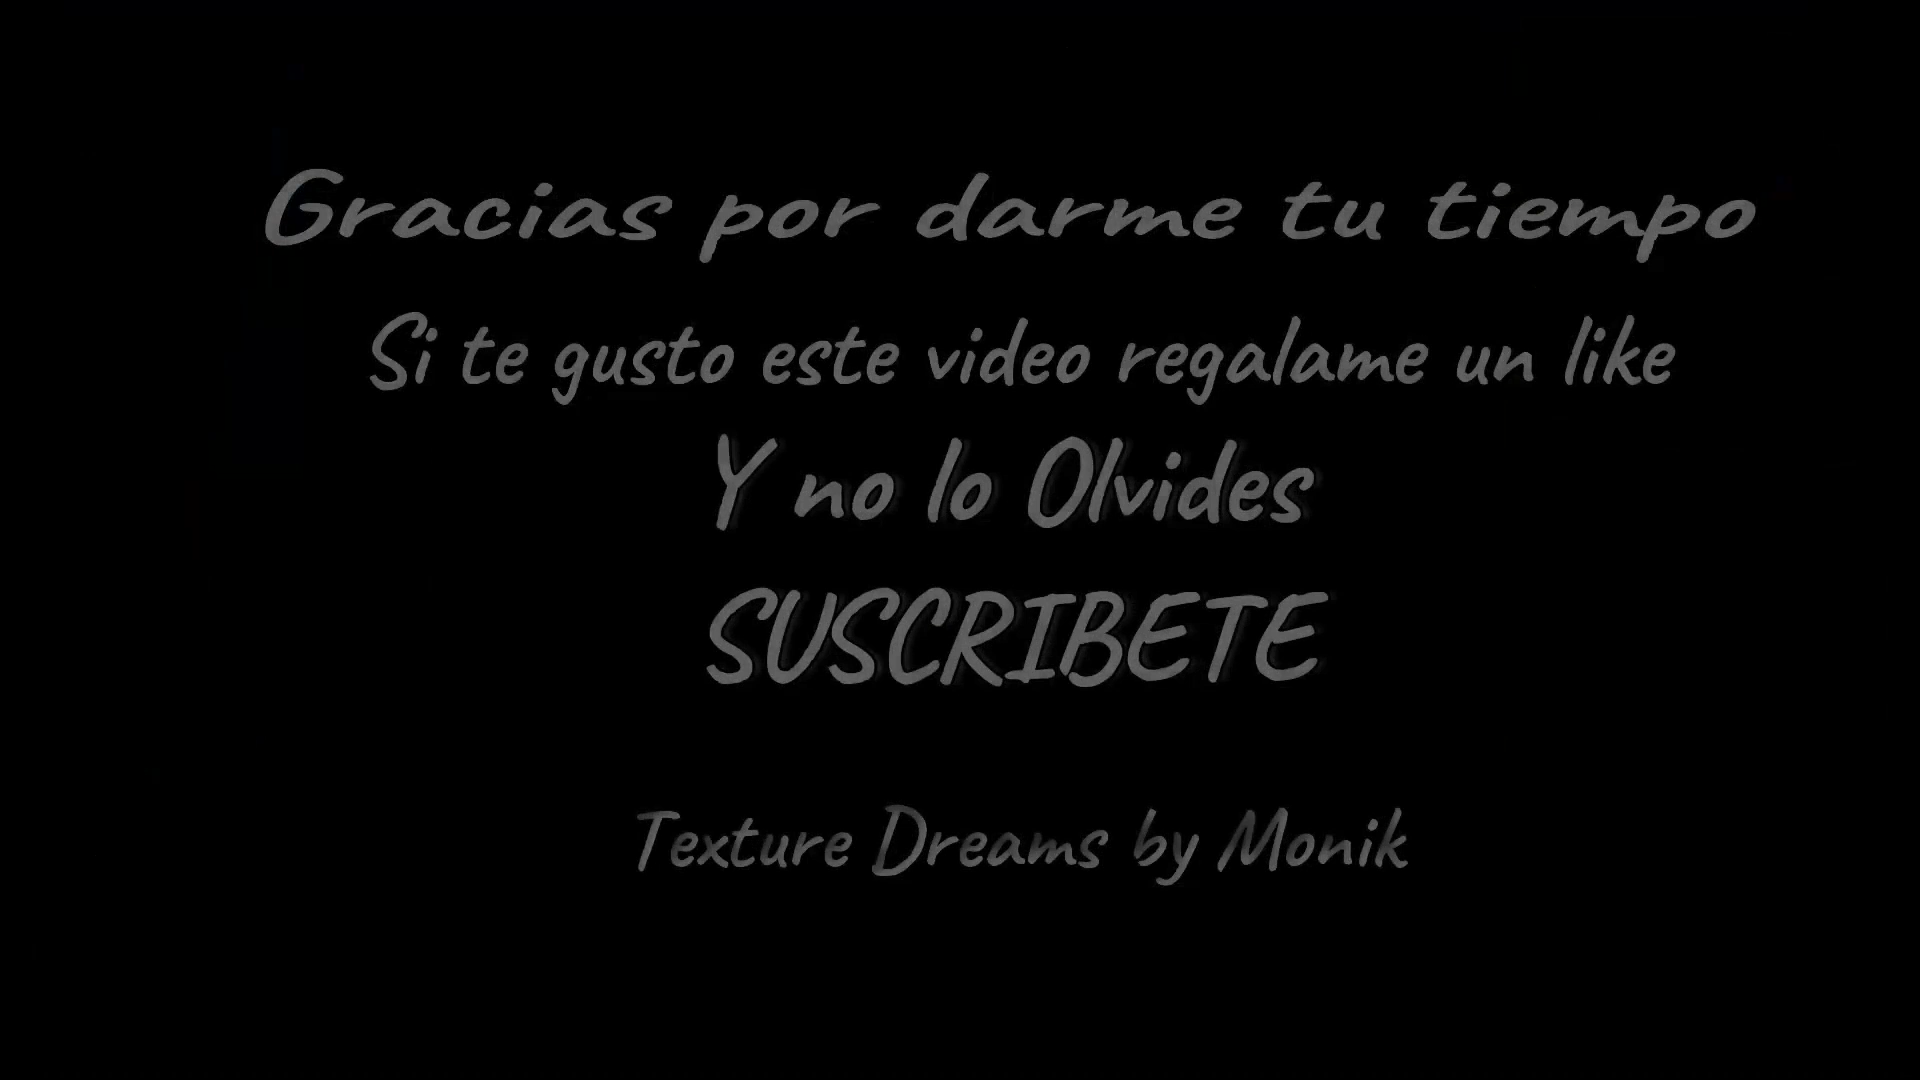 Gracias por darme tu tiempo
Si te gusto este video regalame un like
Y no lo Olvides
SUSCRIBETE
Texture Dreams by Monik